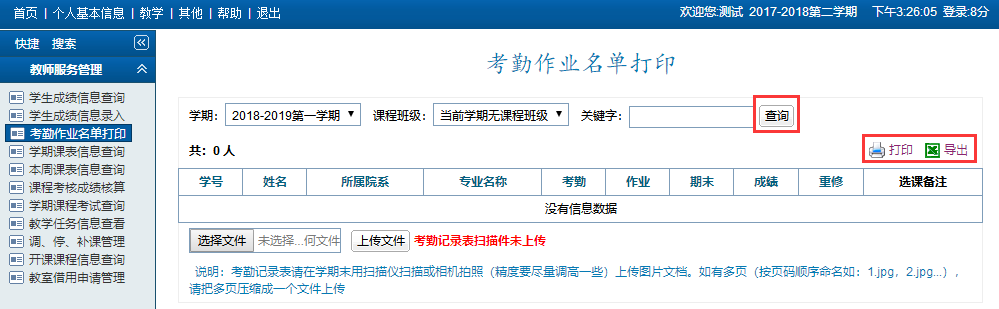 首页 | 个人基本信息 | 教学 | 其他 | 帮助 | 退出
欢迎您:测试 2017-2018第二学期 下午3:26:05 登录:8分
快捷 搜索
教师服务管理
学生成绩信息查询
学生成绩信息录入
考勤作业名单打印
学期课表信息查询
本周课表信息查询
课程考核成绩核算
学期课程考试查询
教学任务信息查看
调、停、补课管理
开课课程信息查询
教室借用申请管理
考勤作业名单打印
学期： 2018-2019第一学期 课程班级： 当前学期无课程班级 关键字： 查询
共：0 人
打印 导出
学号 姓名 所属院系 专业名称 考勤 作业 期末 成绩 重修 选课备注
没有信息数据
选择文件 未选择...何文件 上传文件 考勤记录表扫描件未上传
说明：考勤记录表请在学期末用扫描仪扫描或相机拍照（精度要尽量调高一些）上传图片文档。如有多页（按页码顺序命名如：1.jpg，2.jpg...），
请把多页压缩成一个文件上传